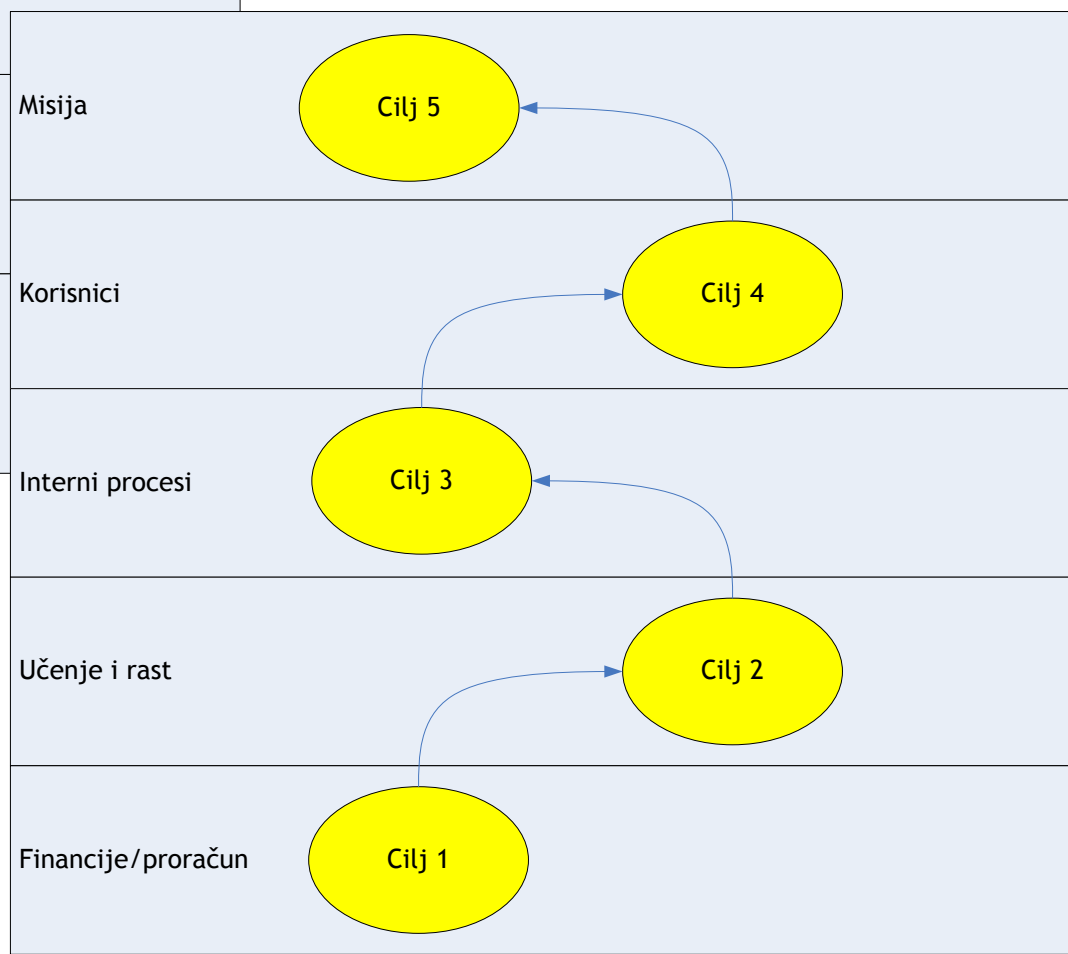 Misija
Cilj 5
Korisnici
Cilj 4
Interni procesi
Cilj 3
Učenje i rast
Cilj 2
Financije/proračun
Cilj 1